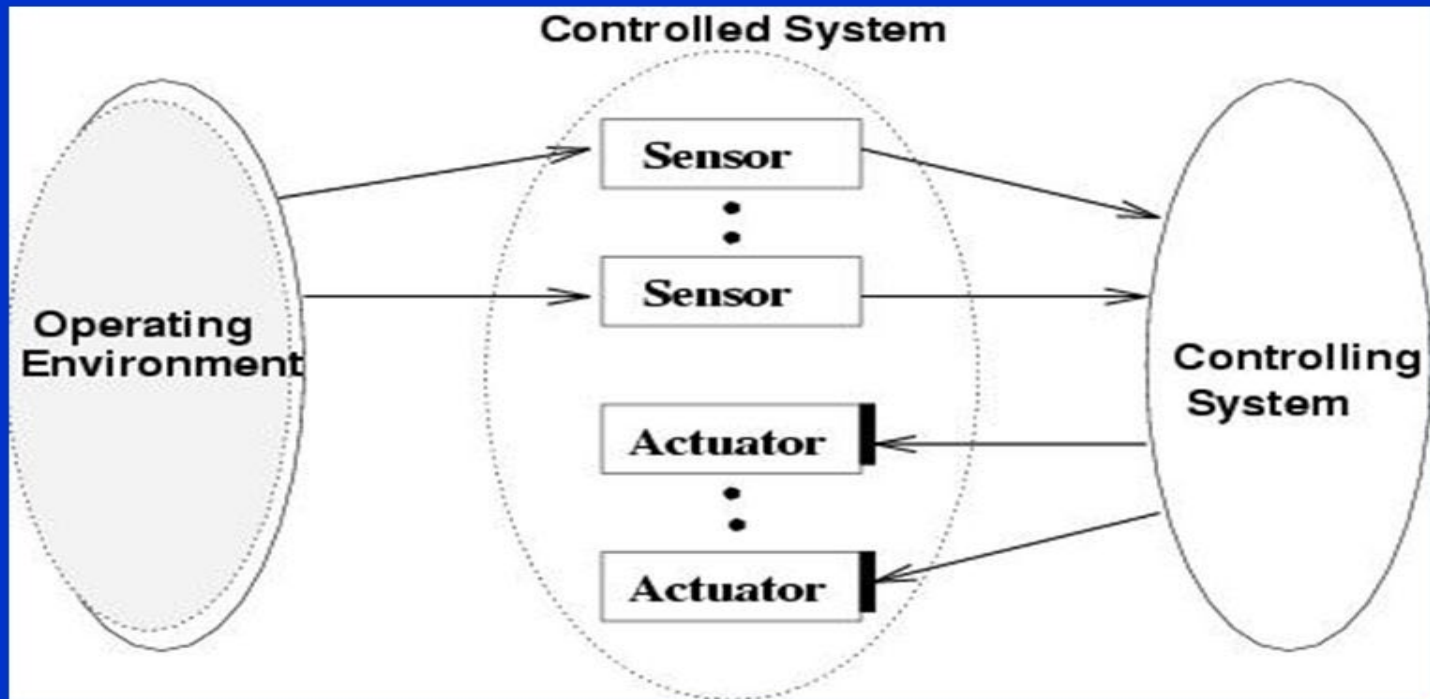 Controlled System
Sensor
Sensor
Operating
Environment
Controlling
System
Actuator
Actuator